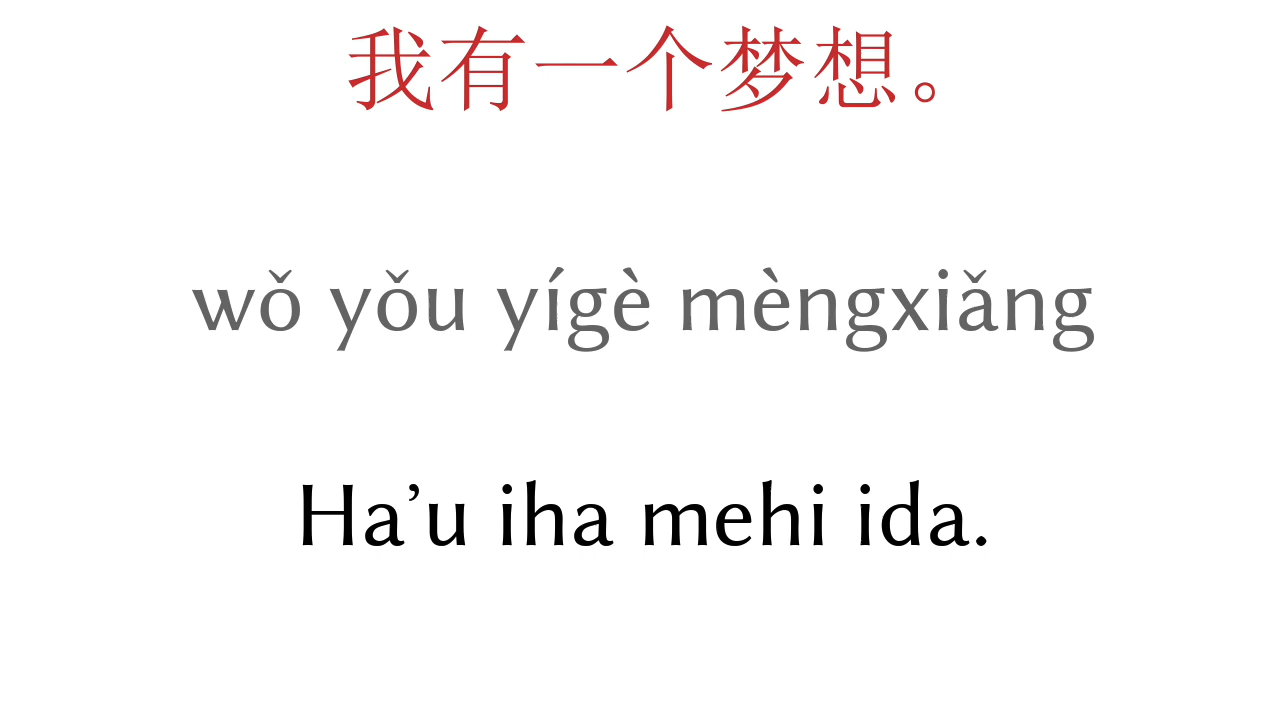 我有一个梦想。
wǒ yǒu yígè mèngxiǎng
Ha’u iha mehi ida.